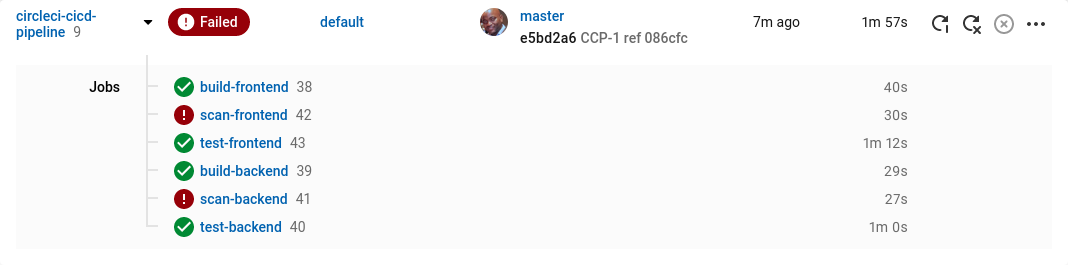 circleci-cicd-
pipeline 9
Failed
default
master
e5bd2a6 CCP-1 ref 086cfc
7m ago
1m 57s
Jobs
build-frontend 38 40s
scan-frontend 42 30s
test-frontend 43 1m 12s
build-backend 39 29s
scan-backend 41 27s
test-backend 40 1m 0s